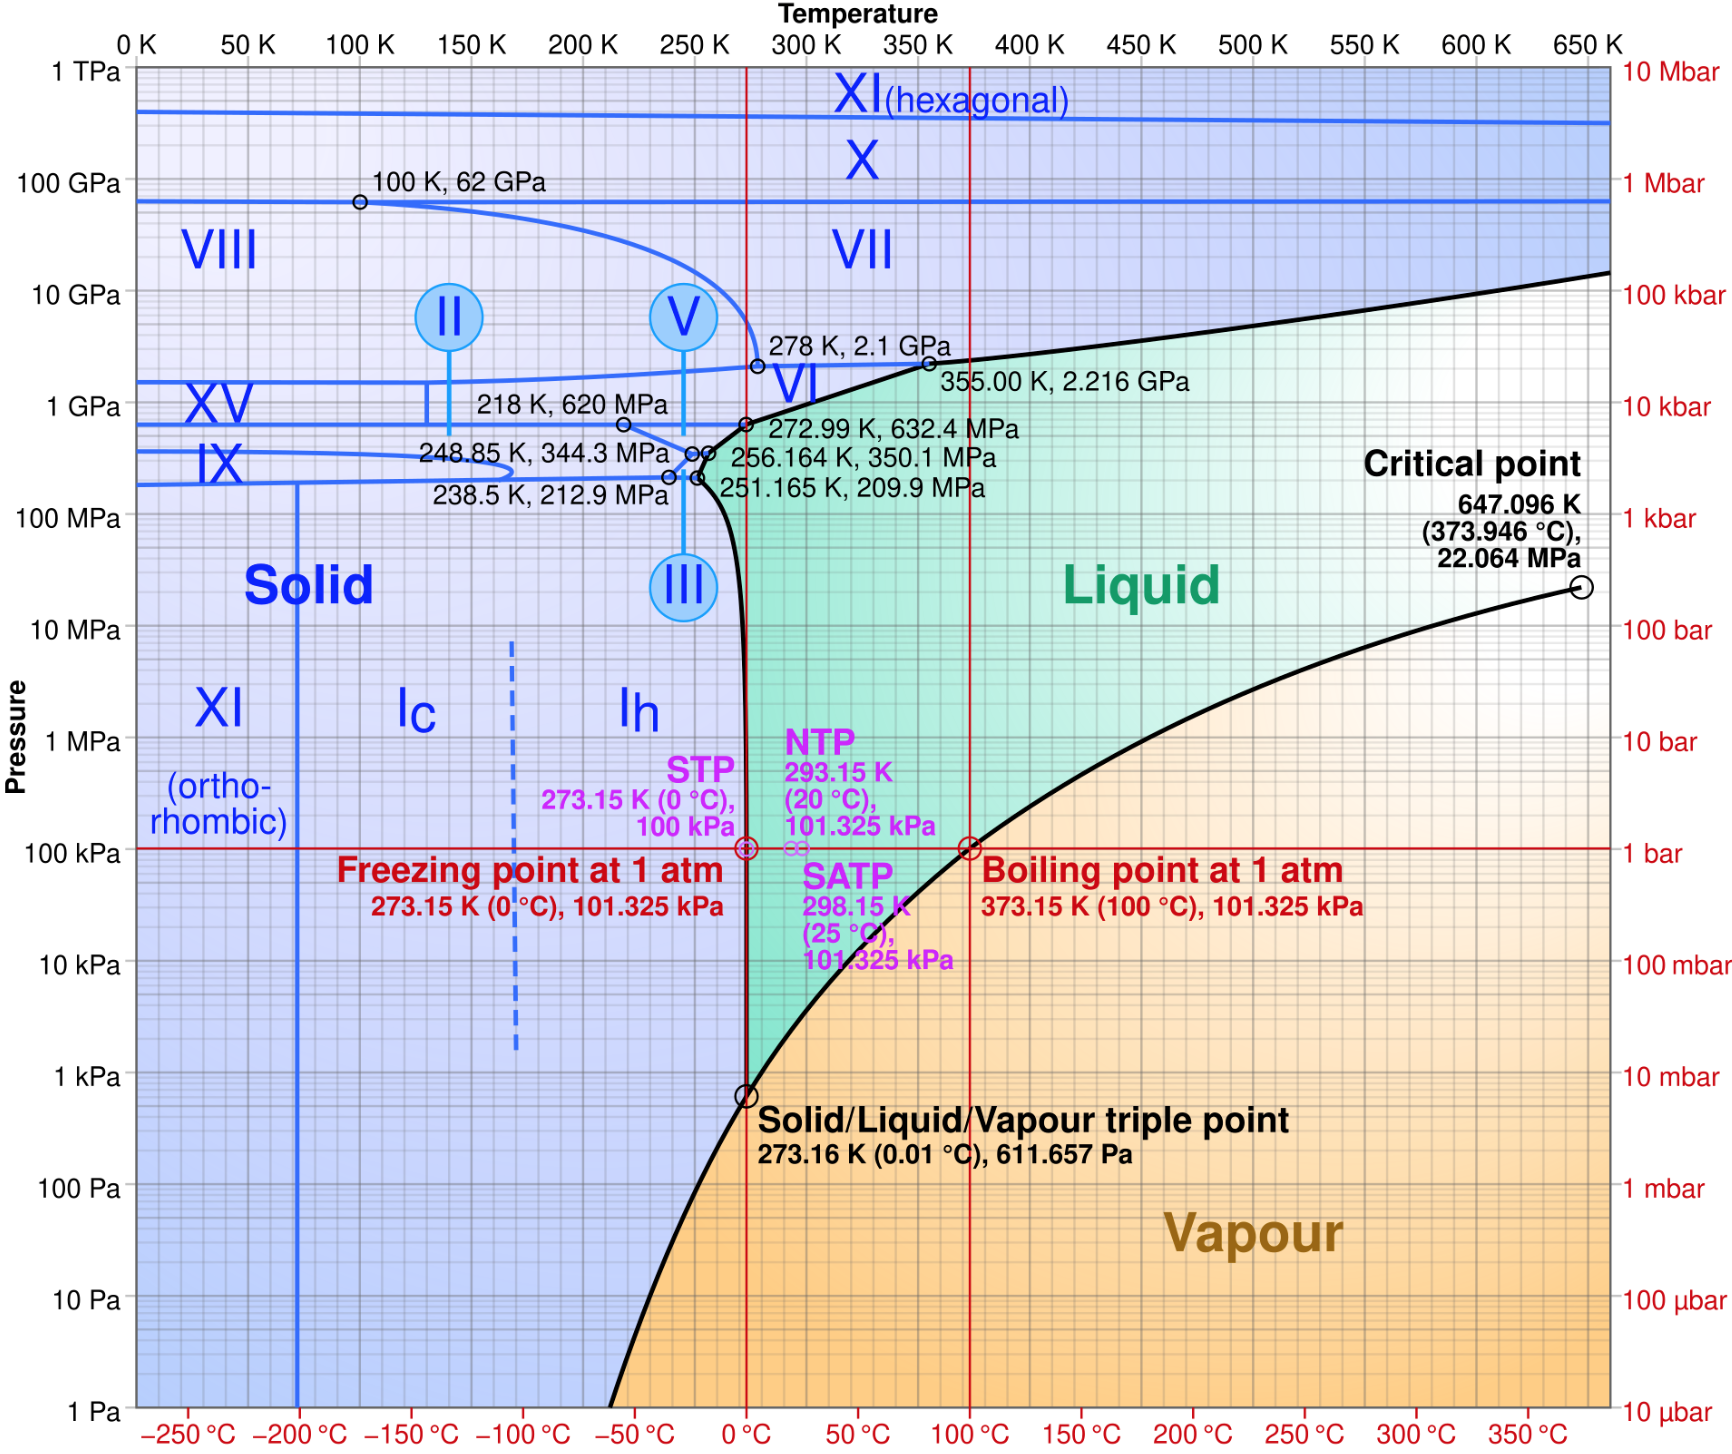 Temperature
0 K 50 K 100 K 150 K 200 K 250 K 300 K 350 K 400 K 450 K 500 K 550 K 600 K 650 K
1 TPa
10 Mbar
XI(hexagonal)
X
100 K, 62 GPa
100 GPa
1 Mbar
VIII
VII
10 GPa
100 kbar
II
V
278 K, 2.1 GPa
355.00 K, 2.216 GPa
VI
XV
218 K, 620 MPa
1 GPa
10 kbar
272.99 K, 632.4 MPa
IX
248.85 K, 344.3 MPa
256.164 K, 350.1 MPa
238.5 K, 212.9 MPa
251.165 K, 209.9 MPa
Critical point
647.096 K
(373.946 °C),
22.064 MPa
100 MPa
1 kbar
Solid
III
Liquid
10 MPa
100 bar
XI
Ic
Ih
Pressure
1 MPa
10 bar
(ortho-
rhombic)
STP
273.15 K (0 °C),
100 kPa
NTP
293.15 K
(20 °C),
101.325 kPa
100 kPa
1 bar
Freezing point at 1 atm
273.15 K (0 °C), 101.325 kPa
SATP
298.15 K
(25 °C),
101.325 kPa
Boiling point at 1 atm
373.15 K (100 °C), 101.325 kPa
10 kPa
100 mbar
1 kPa
10 mbar
Solid/Liquid/Vapour triple point
273.16 K (0.01 °C), 611.657 Pa
100 Pa
1 mbar
Vapour
10 Pa
100 µbar
1 Pa
10 µbar
−250 °C −200 °C −150 °C −100 °C −50 °C 0 °C 50 °C 100 °C 150 °C 200 °C 250 °C 300 °C 350 °C